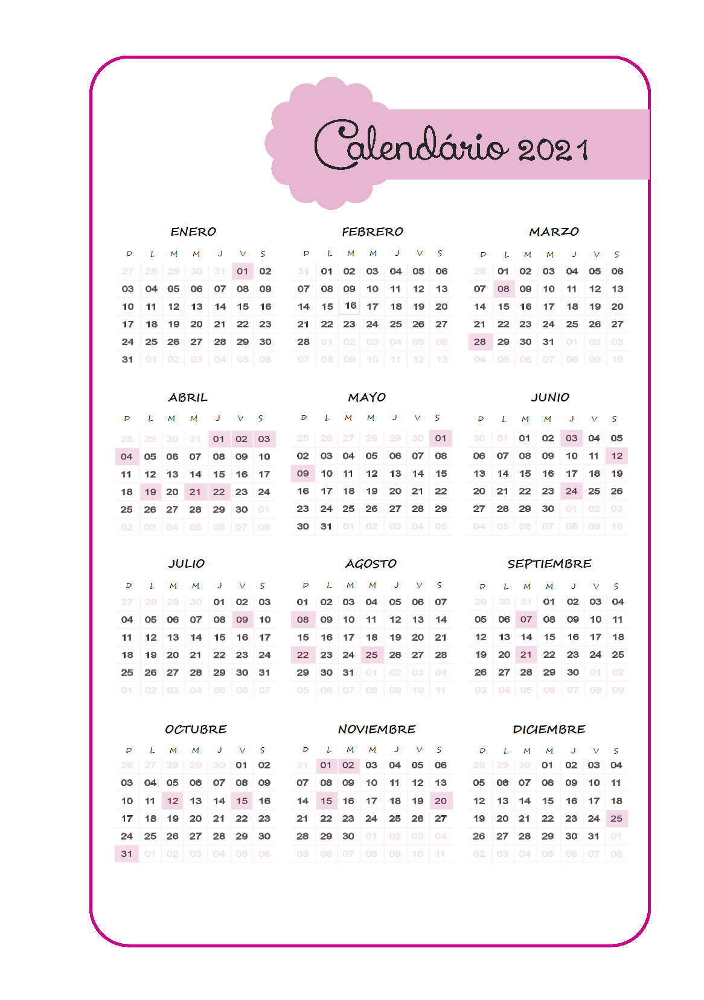 Calendário 2021
ENERO
D L M M J V S
27 28 29 30 31 01 02
03 04 05 06 07 08 09
10 11 12 13 14 15 16
17 18 19 20 21 22 23
24 25 26 27 28 29 30
31 01 02 03 04 05 06
FEBRERO
D L M M J V S
31 01 02 03 04 05 06
07 08 09 10 11 12 13
14 15 16 17 18 19 20
21 22 23 24 25 26 27
28 01 02 03 04 05 06
07 08 09 10 11 12 13
MARZO
D L M M J V S
28 01 02 03 04 05 06
07 08 09 10 11 12 13
14 15 16 17 18 19 20
21 22 23 24 25 26 27
28 29 30 31 01 02 03
04 05 06 07 08 09 10
ABRIL
D L M M J V S
28 29 30 31 01 02 03
04 05 06 07 08 09 10
11 12 13 14 15 16 17
18 19 20 21 22 23 24
25 26 27 28 29 30 01
02 03 04 05 06 07 08
MAYO
D L M M J V S
25 26 27 28 29 30 01
02 03 04 05 06 07 08
09 10 11 12 13 14 15
16 17 18 19 20 21 22
23 24 25 26 27 28 29
30 31 01 02 03 04 05
JUNIO
D L M M J V S
30 31 01 02 03 04 05
06 07 08 09 10 11 12
13 14 15 16 17 18 19
20 21 22 23 24 25 26
27 28 29 30 01 02 03
04 05 06 07 08 09 10
JULIO
D L M M J V S
27 28 29 30 01 02 03
04 05 06 07 08 09 10
11 12 13 14 15 16 17
18 19 20 21 22 23 24
25 26 27 28 29 30 31
01 02 03 04 05 06 07
AGOSTO
D L M M J V S
01 02 03 04 05 06 07
08 09 10 11 12 13 14
15 16 17 18 19 20 21
22 23 24 25 26 27 28
29 30 31 01 02 03 04
05 06 07 08 09 10 11
SEPTIEMBRE
D L M M J V S
29 30 31 01 02 03 04
05 06 07 08 09 10 11
12 13 14 15 16 17 18
19 20 21 22 23 24 25
26 27 28 29 30 01 02
03 04 05 06 07 08 09
OCTUBRE
D L M M J V S
26 27 28 29 30 01 02
03 04 05 06 07 08 09
10 11 12 13 14 15 16
17 18 19 20 21 22 23
24 25 26 27 28 29 30
31 01 02 03 04 05 06
NOVIEMBRE
D L M M J V S
31 01 02 03 04 05 06
07 08 09 10 11 12 13
14 15 16 17 18 19 20
21 22 23 24 25 26 27
28 29 30 01 02 03 04
05 06 07 08 09 10 11
DICIEMBRE
D L M M J V S
28 29 30 01 02 03 04
05 06 07 08 09 10 11
12 13 14 15 16 17 18
19 20 21 22 23 24 25
26 27 28 29 30 31 01
02 03 04 05 06 07 08